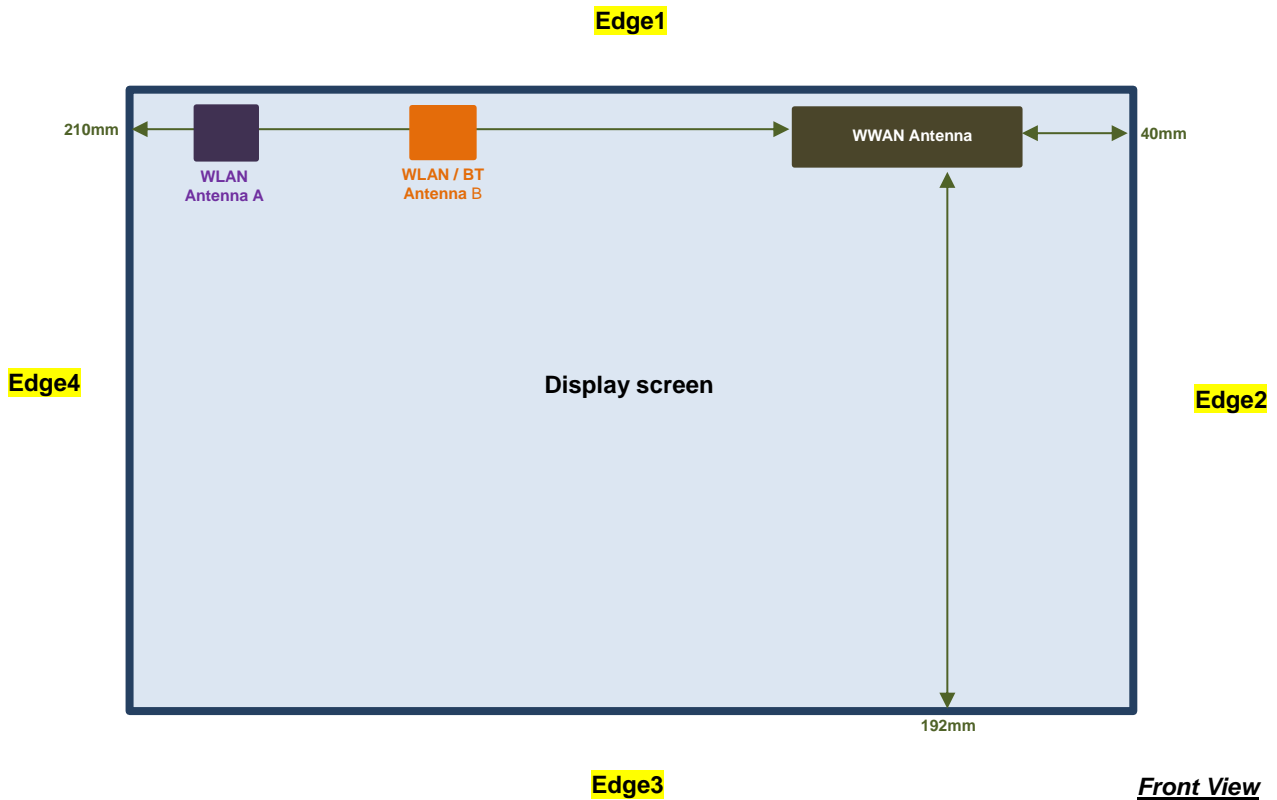 Edge1
210mm
WWAN Antenna
40mm
WLAN
Antenna A
WLAN / BT
Antenna B
Edge4
Display screen
Edge2
192mm
Edge3
Front View